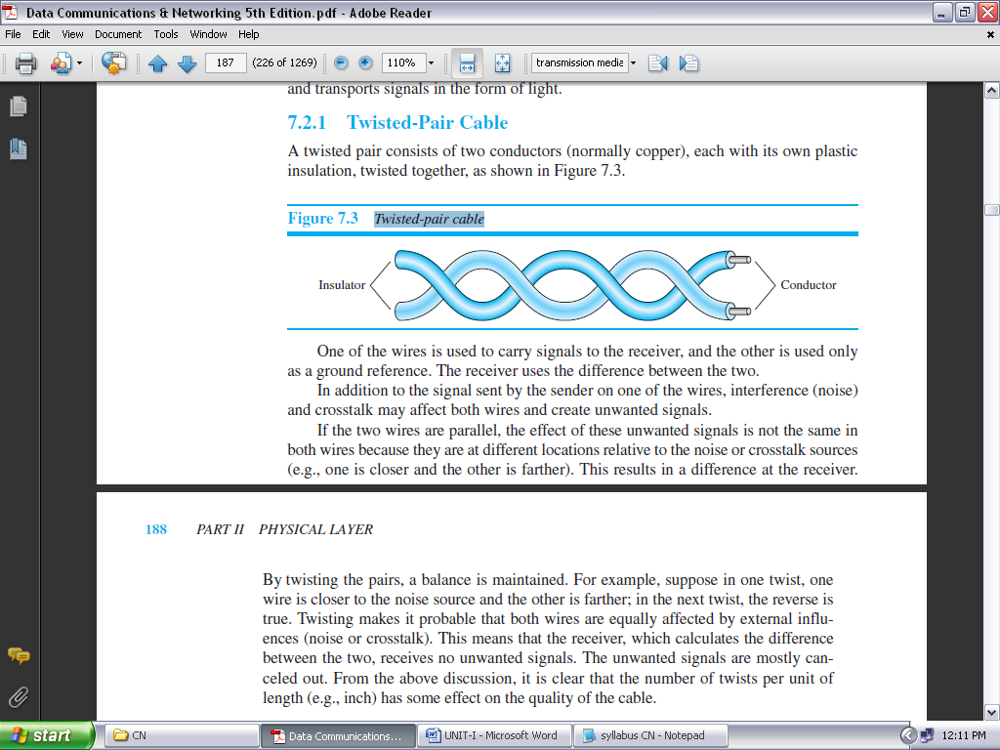 Data Communications & Networking 5th Edition.pdf - Adobe Reader
File Edit View Document Tools Window Help
187 (226 of 1269) 110% transmission media
and transports signals in the form of light.
7.2.1 Twisted-Pair Cable
A twisted pair consists of two conductors (normally copper), each with its own plastic
insulation, twisted together, as shown in Figure 7.3.
Figure 7.3 Twisted-pair cable
Insulator Conductor
One of the wires is used to carry signals to the receiver, and the other is used only
as a ground reference. The receiver uses the difference between the two.
In addition to the signal sent by the sender on one of the wires, interference (noise)
and crosstalk may affect both wires and create unwanted signals.
If the two wires are parallel, the effect of these unwanted signals is not the same in
both wires because they are at different locations relative to the noise or crosstalk sources
(e.g., one is closer and the other is farther). This results in a difference at the receiver.
188 PART II PHYSICAL LAYER
By twisting the pairs, a balance is maintained. For example, suppose in one twist, one
wire is closer to the noise source and the other is farther; in the next twist, the reverse is
true. Twisting makes it probable that both wires are equally affected by external influ-
ences (noise or crosstalk). This means that the receiver, which calculates the difference
between the two, receives no unwanted signals. The unwanted signals are mostly can-
celed out. From the above discussion, it is clear that the number of twists per unit of
length (e.g., inch) has some effect on the quality of the cable.
start CN Data Communications... UNIT-I - Microsoft Word syllabus CN - Notepad 12:11 PM